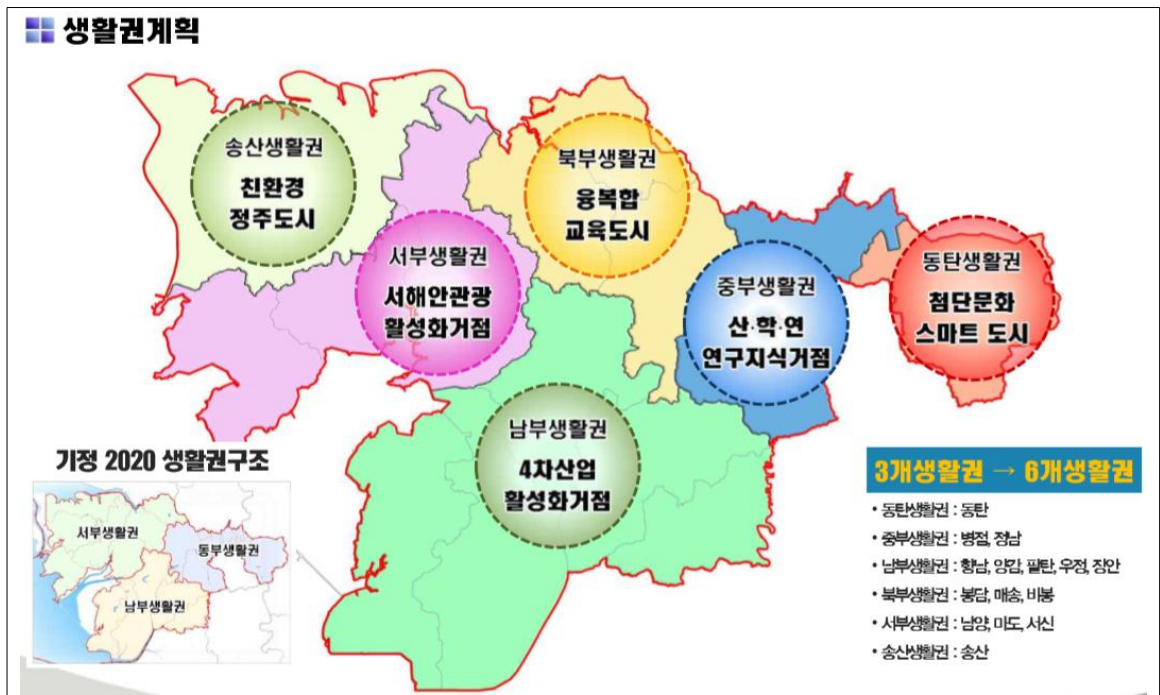 생활권계획
송산생활권
친환경
정주도시
서부생활권
서해안관광
활성화거점
북부생활권
융복합
교육도시
중부생활권
산·학·연
연구지식거점
동탄생활권
첨단문화
스마트 도시
남부생활권
4차산업
활성화거점
기정 2020 생활권구조
서부생활권
동부생활권
남부생활권
3개생활권 → 6개생활권
• 동탄생활권 : 동탄
• 중부생활권 : 병점, 정남
• 남부생활권 : 향남, 양감, 팔탄, 우정, 장안
• 북부생활권 : 봉담, 매송, 비봉
• 서부생활권 : 남양, 마도, 서신
• 송산생활권 : 송산